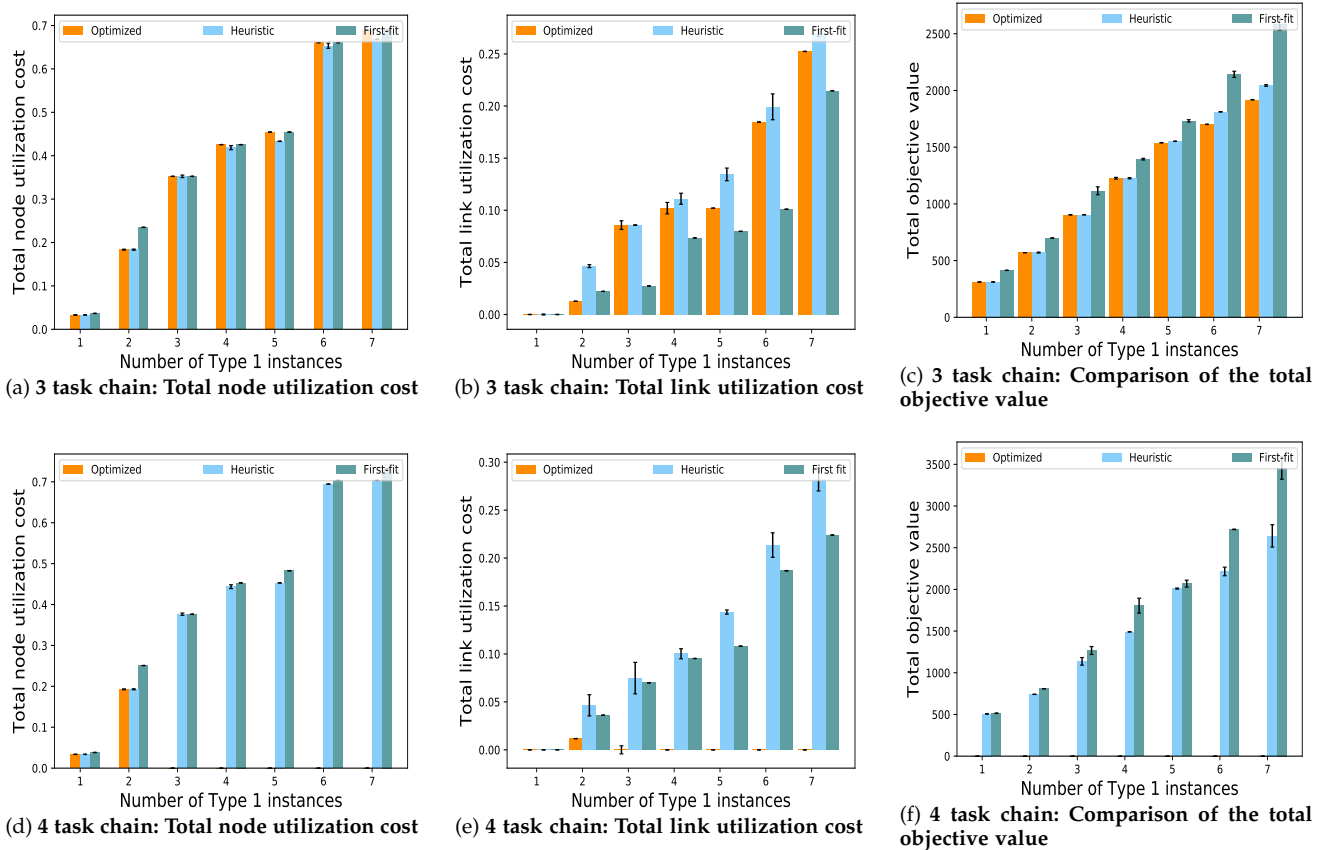 0.7
0.6
0.5
0.4
0.3
0.2
0.1
0.0
Total node utilization cost
Optimized Heuristic First-fit
1 2 3 4 5 6 7
Number of Type 1 instances
(a) 3 task chain: Total node utilization cost
0.25
0.20
0.15
0.10
0.05
0.00
Total link utilization cost
Optimized Heuristic First-fit
1 2 3 4 5 6 7
Number of Type 1 instances
(b) 3 task chain: Total link utilization cost
2500
2000
1500
1000
500
0
Total objective value
Optimized Heuristic First-fit
1 2 3 4 5 6 7
Number of Type 1 instances
(c) 3 task chain: Comparison of the total
objective value
0.7
0.6
0.5
0.4
0.3
0.2
0.1
0.0
Total node utilization cost
Optimized Heuristic First-fit
1 2 3 4 5 6 7
Number of Type 1 instances
(d) 4 task chain: Total node utilization cost
0.30
0.25
0.20
0.15
0.10
0.05
0.00
Total link utilization cost
Optimized Heuristic First fit
1 2 3 4 5 6 7
Number of Type 1 instances
(e) 4 task chain: Total link utilization cost
3500
3000
2500
2000
1500
1000
500
0
Total objective value
Optimized Heuristic First-fit
1 2 3 4 5 6 7
Number of Type 1 instances
(f) 4 task chain: Comparison of the total
objective value